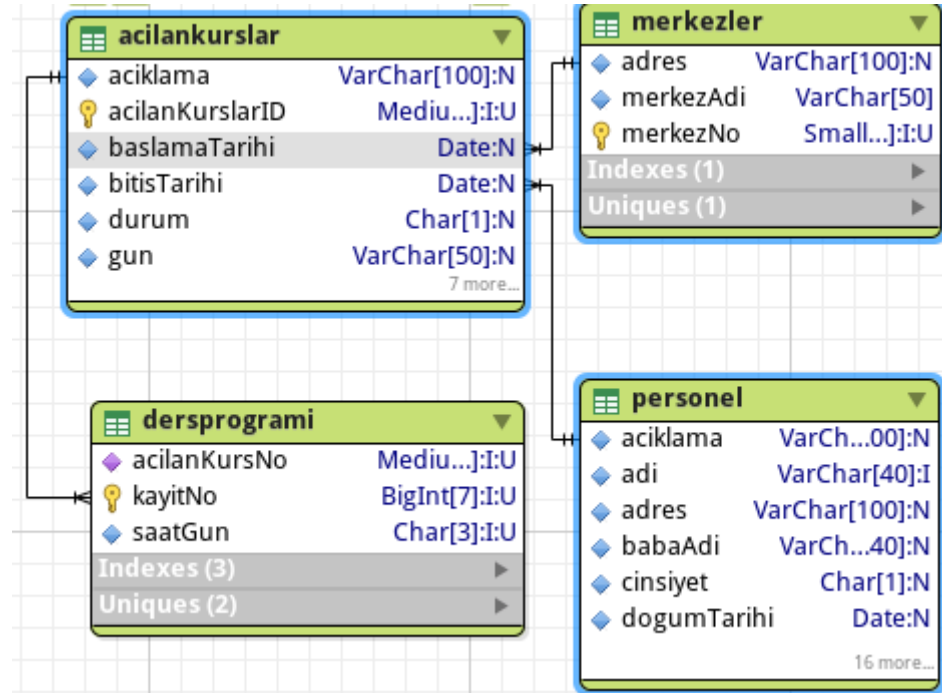 acilankurslar
aciklama VarChar[100]:N
acilanKurslarID Mediu...]:I:U
baslamaTarihi Date:N
bitisTarihi Date:N
durum Char[1]:N
gun VarChar[50]:N
7 more...
merkezler
adres VarChar[100]:N
merkezAdi VarChar[50]
merkezNo Small...]:I:U
Indexes (1)
Uniques (1)
dersprogrami
acilanKursNo Mediu...]:I:U
kayitNo BigInt[7]:I:U
saatGun Char[3]:I:U
Indexes (3)
Uniques (2)
personel
aciklama VarCh...00]:N
adi VarChar[40]:I
adres VarChar[100]:N
babaAdi VarCh...40]:N
cinsiyet Char[1]:N
dogumTarihi Date:N
16 more...